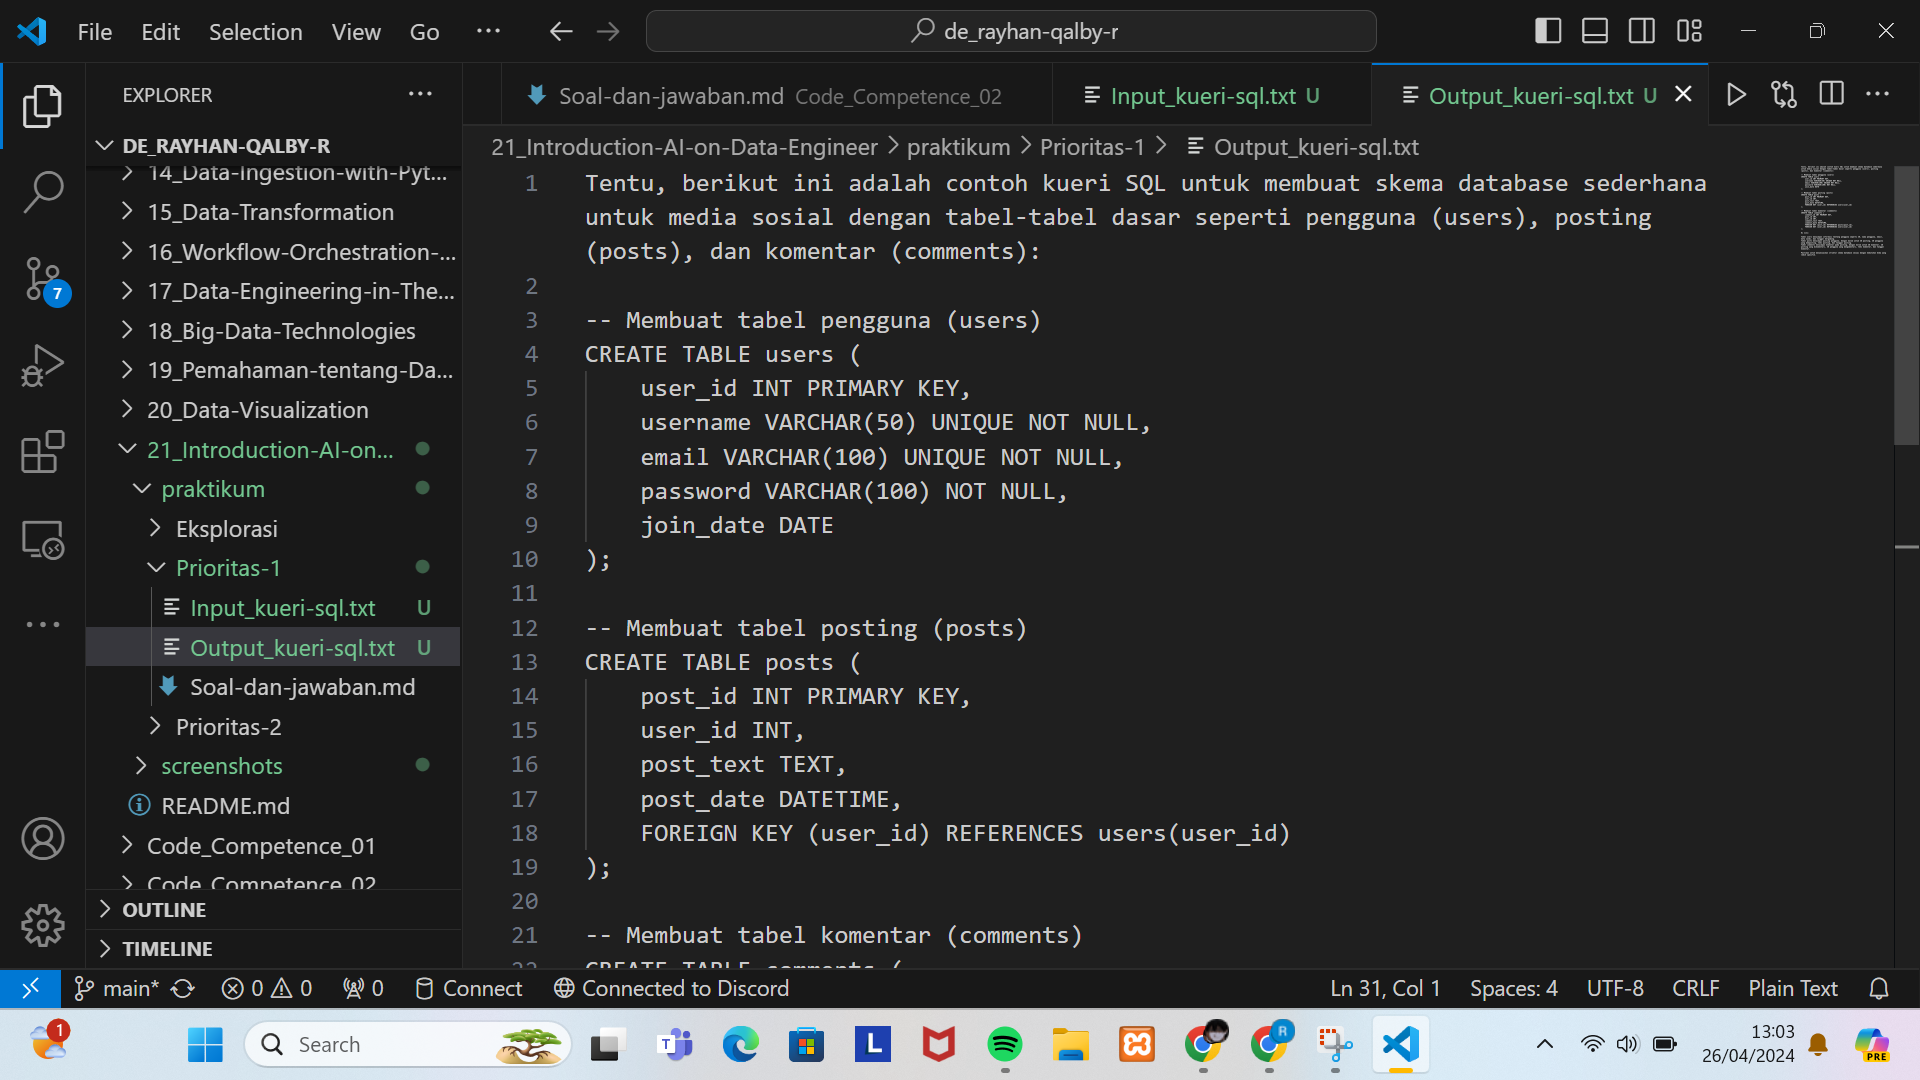 File Edit Selection View Go ···
de_rayhan-qalby-r
EXPLORER
DE_RAYHAN-QALBY-R
14_Data-Ingestion-with-Pyt...
15_Data-Transformation
16_Workflow-Orchestration-...
17_Data-Engineering-in-The...
18_Big-Data-Technologies
19_Pemahaman-tentang-Da...
20_Data-Visualization
21_Introduction-AI-on...
praktikum
Eksplorasi
Prioritas-1
Input_kueri-sql.txt U
Output_kueri-sql.txt U
Soal-dan-jawaban.md
Prioritas-2
screenshots
README.md
Code_Competence_01
Code_Competence_02
OUTLINE
TIMELINE
7
Soal-dan-jawaban.md Code_Competence_02
Input_kueri-sql.txt U
Output_kueri-sql.txt U
21_Introduction-AI-on-Data-Engineer > praktikum > Prioritas-1 > Output_kueri-sql.txt
1 Tentu, berikut ini adalah contoh kueri SQL untuk membuat skema database sederhana
untuk media sosial dengan tabel-tabel dasar seperti pengguna (users), posting
(posts), dan komentar (comments):
2
3 -- Membuat tabel pengguna (users)
4 CREATE TABLE users (
5 user_id INT PRIMARY KEY,
6 username VARCHAR(50) UNIQUE NOT NULL,
7 email VARCHAR(100) UNIQUE NOT NULL,
8 password VARCHAR(100) NOT NULL,
9 join_date DATE
10 );
11
12 -- Membuat tabel posting (posts)
13 CREATE TABLE posts (
14 post_id INT PRIMARY KEY,
15 user_id INT,
16 post_text TEXT,
17 post_date DATETIME,
18 FOREIGN KEY (user_id) REFERENCES users(user_id)
19 );
20
21 -- Membuat tabel komentar (comments)
22 CREATE TABLE comments (
main* 0 0 0 Connect Connected to Discord Ln 31, Col 1 Spaces: 4 UTF-8 CRLF Plain Text
1 Search T L R 13:03
26/04/2024 PRE